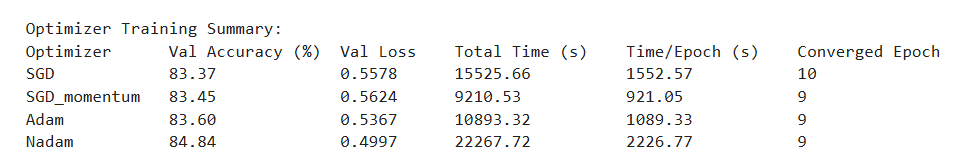 Optimizer Training Summary:
Optimizer Val Accuracy (%) Val Loss Total Time (s) Time/Epoch (s) Converged Epoch
SGD 83.37 0.5578 15525.66 1552.57 10
SGD_momentum 83.45 0.5624 9210.53 921.05 9
Adam 83.60 0.5367 10893.32 1089.33 9
Nadam 84.84 0.4997 22267.72 2226.77 9